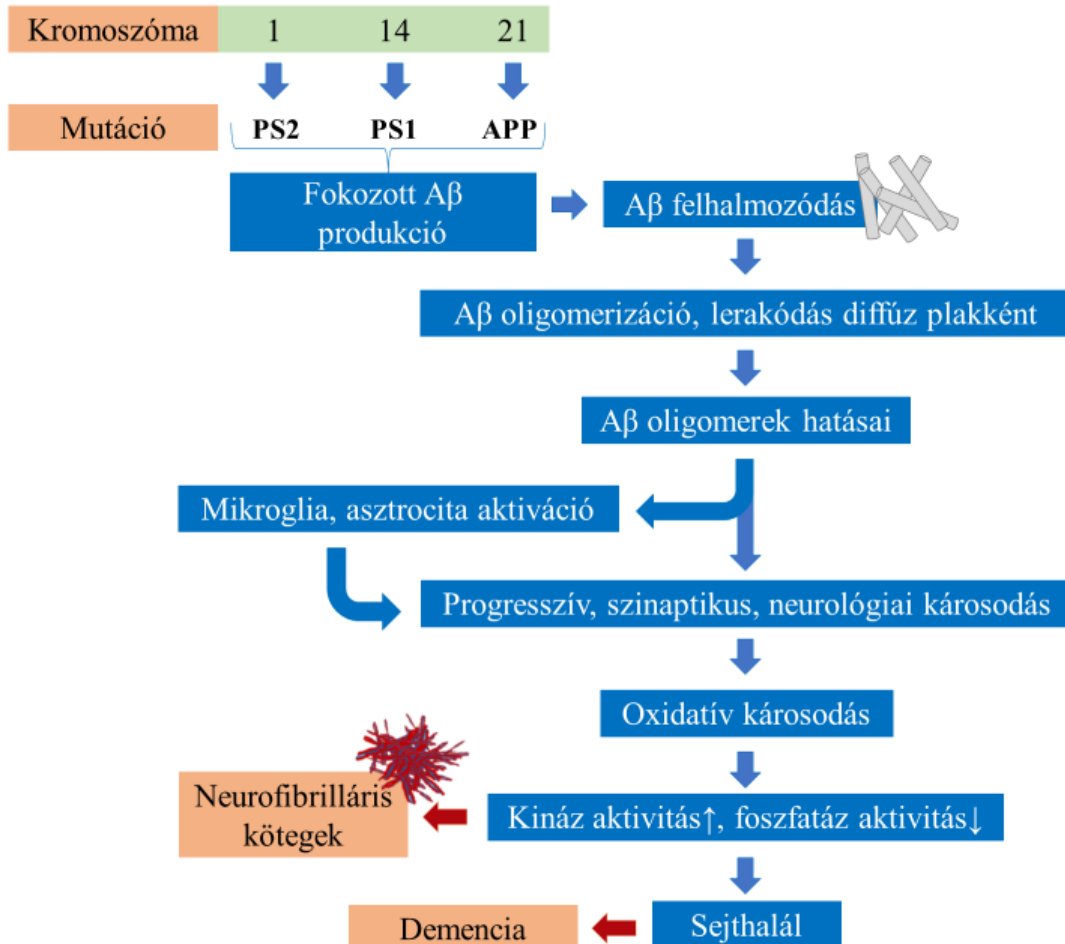 Kromoszóma 1 14 21
Mutáció PS2 PS1 APP
Fokozott Aβ
produkció
Aβ felhalmozódás
Aβ oligomerizáció, lerakódás diffúz plakként
Aβ oligomerek hatásai
Mikroglia, asztrocita aktiváció
Progresszív, szinaptikus, neurológiai károsodás
Oxidatív károsodás
Neurofibrilláris
kötegek
Kináz aktivitás↑, foszfatáz aktivitás↓
Demencia
Sejthalál